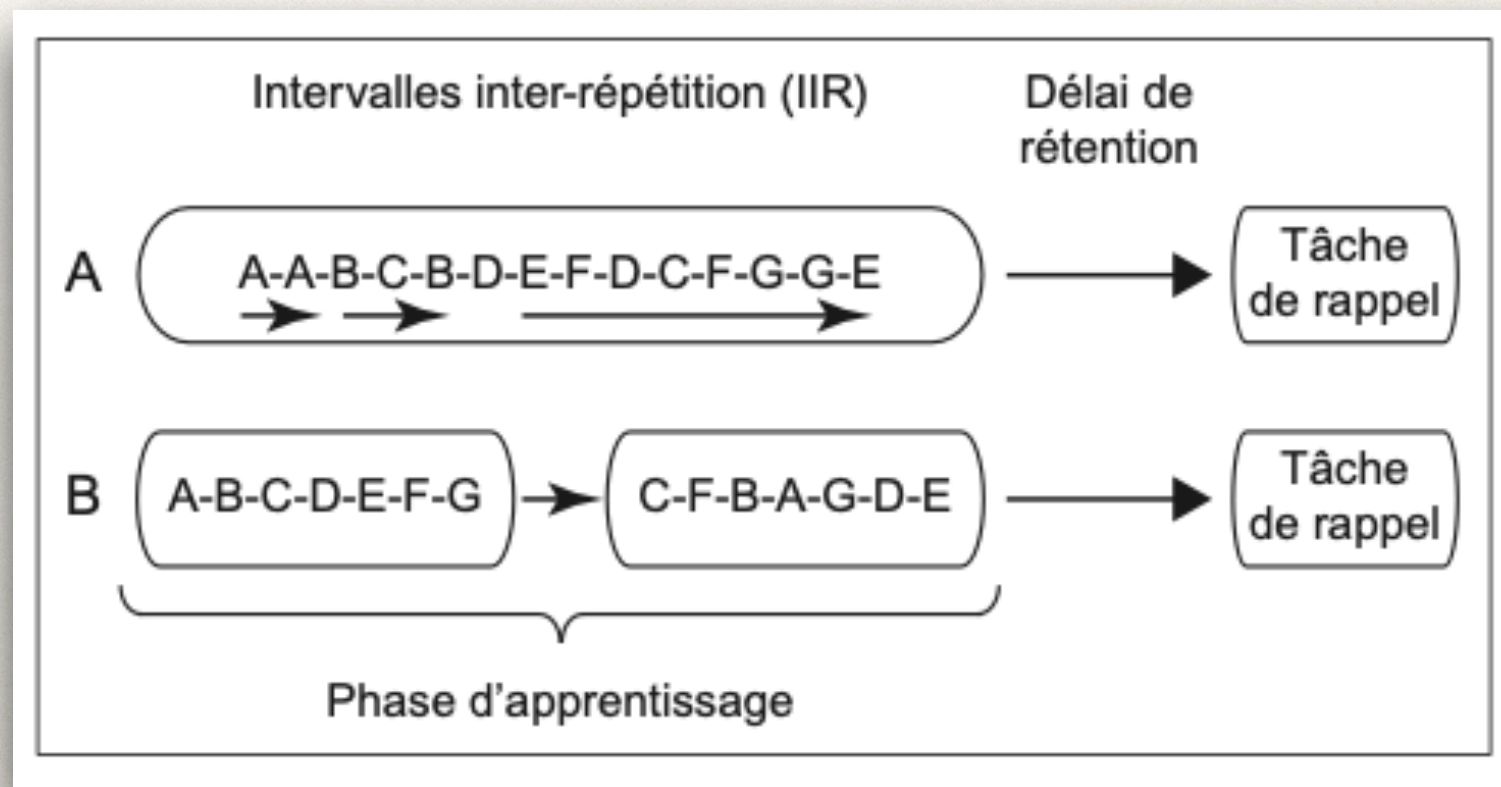 Intervalles inter-répétition (IIR)
Délai de
rétention
A
A-A-B-C-B-D-E-F-D-C-F-G-G-E
Tâche
de rappel
B
A-B-C-D-E-F-G
C-F-B-A-G-D-E
Tâche
de rappel
Phase d'apprentissage